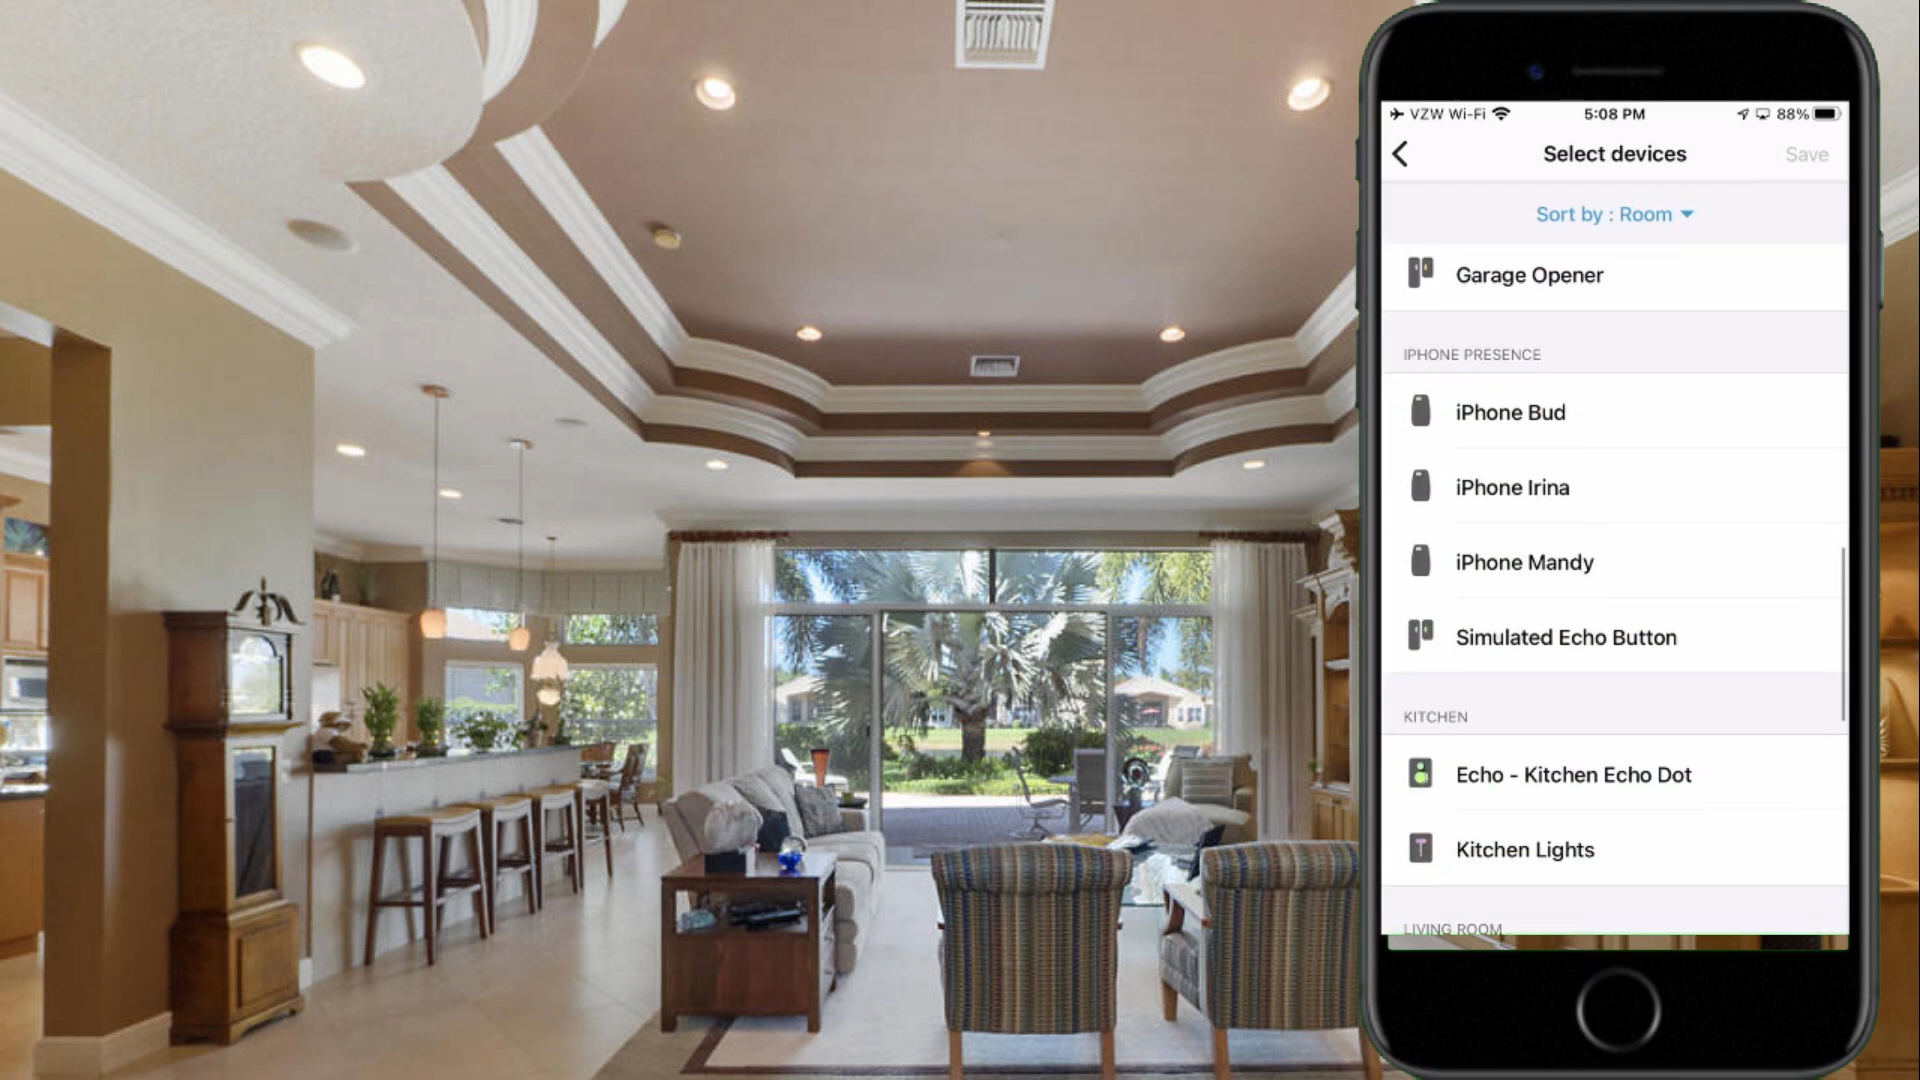 VZW Wi-Fi 5:08 PM 88%
Select devices Save
Sort by : Room
Garage Opener
IPHONE PRESENCE
iPhone Bud
iPhone Irina
iPhone Mandy
Simulated Echo Button
KITCHEN
Echo - Kitchen Echo Dot
Kitchen Lights
LIVING ROOM